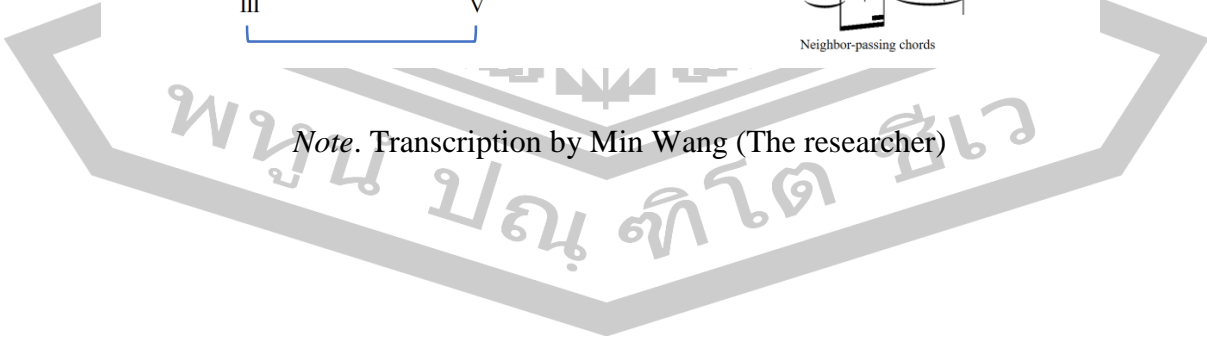 III V
Neighbor-passing chords
Note. Transcription by Min Wang (The researcher)
พหูนํ ปณฺฑิโต ชีเว